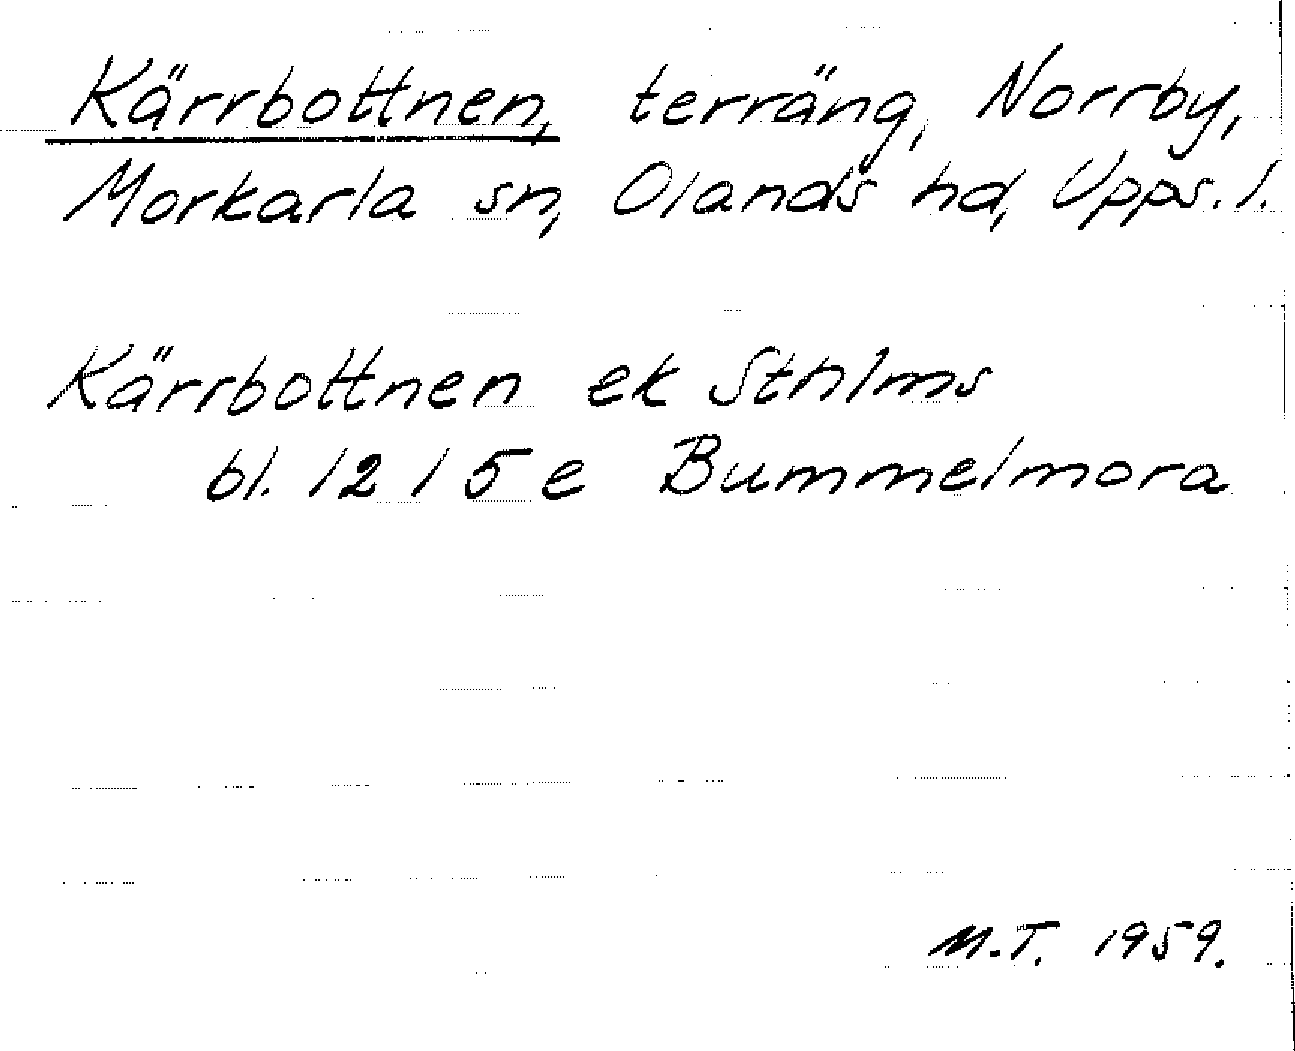 Kärrbottnen, terräng, Norrby,
Morkarla sn, Olands hd, Upps. l.
Kärrbottnen ek Sthlms
bl. 12 I 5 e Bummelmora
M.T. 1959.